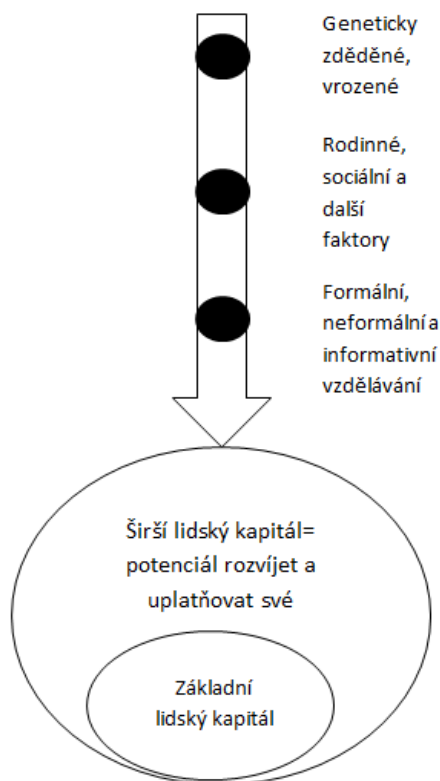 Geneticky
zděděné,
vrozené
Rodinné,
sociální a
další
faktory
Formální,
neformální a
informativní
vzdělávání
Širší lidský kapitál=
potenciál rozvíjet a
uplatňovat své
Základní
lidský kapitál